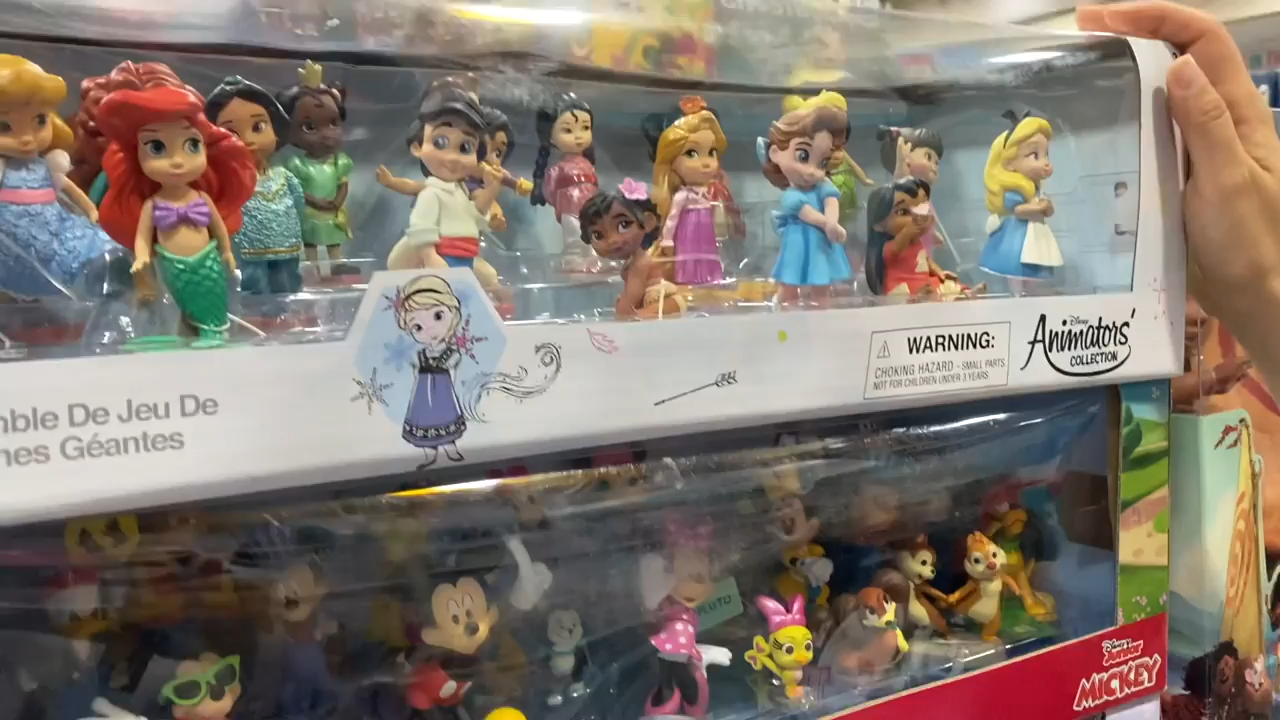 mble De Jeu De
nes Géantes
WARNING:
CHOKING HAZARD - SMALL PARTS
NOT FOR CHILDREN UNDER 3 YEARS
Disney
Animators'
COLLECTION
PLUTO
Disney
JUNIOR
MICKEY